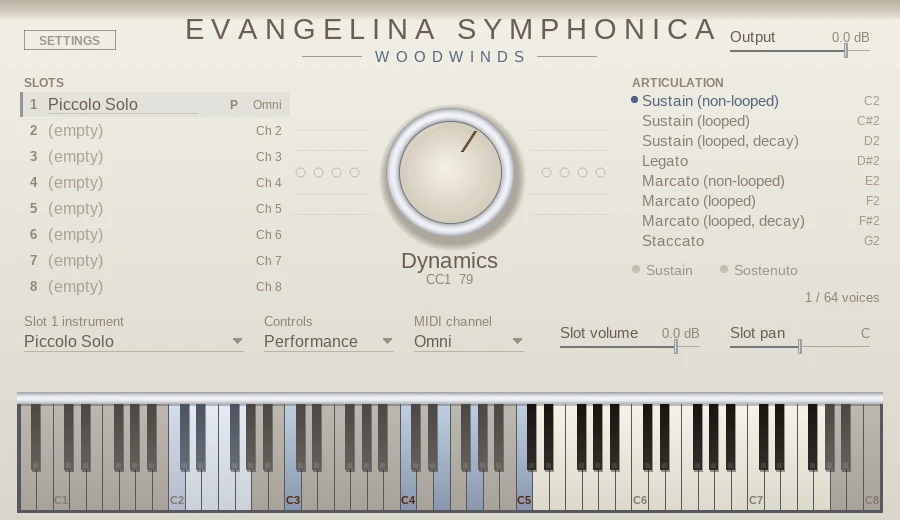 EVANGELINA SYMPHONICA
SETTINGS
Output 0.0 dB
WOODWINDS
SLOTS
1 Piccolo Solo P Omni
2 (empty) Ch 2
3 (empty) Ch 3
4 (empty) Ch 4
5 (empty) Ch 5
6 (empty) Ch 6
7 (empty) Ch 7
8 (empty) Ch 8
Dynamics
CC1 79
ARTICULATION
Sustain (non-looped) C2
Sustain (looped) C#2
Sustain (looped, decay) D2
Legato D#2
Marcato (non-looped) E2
Marcato (looped) F2
Marcato (looped, decay) F#2
Staccato G2
Sustain Sostenuto
1 / 64 voices
Slot 1 instrument
Piccolo Solo
Controls
Performance
MIDI channel
Omni
Slot volume 0.0 dB
Slot pan C
C1 C2 C3 C4 C5 C6 C7 C8